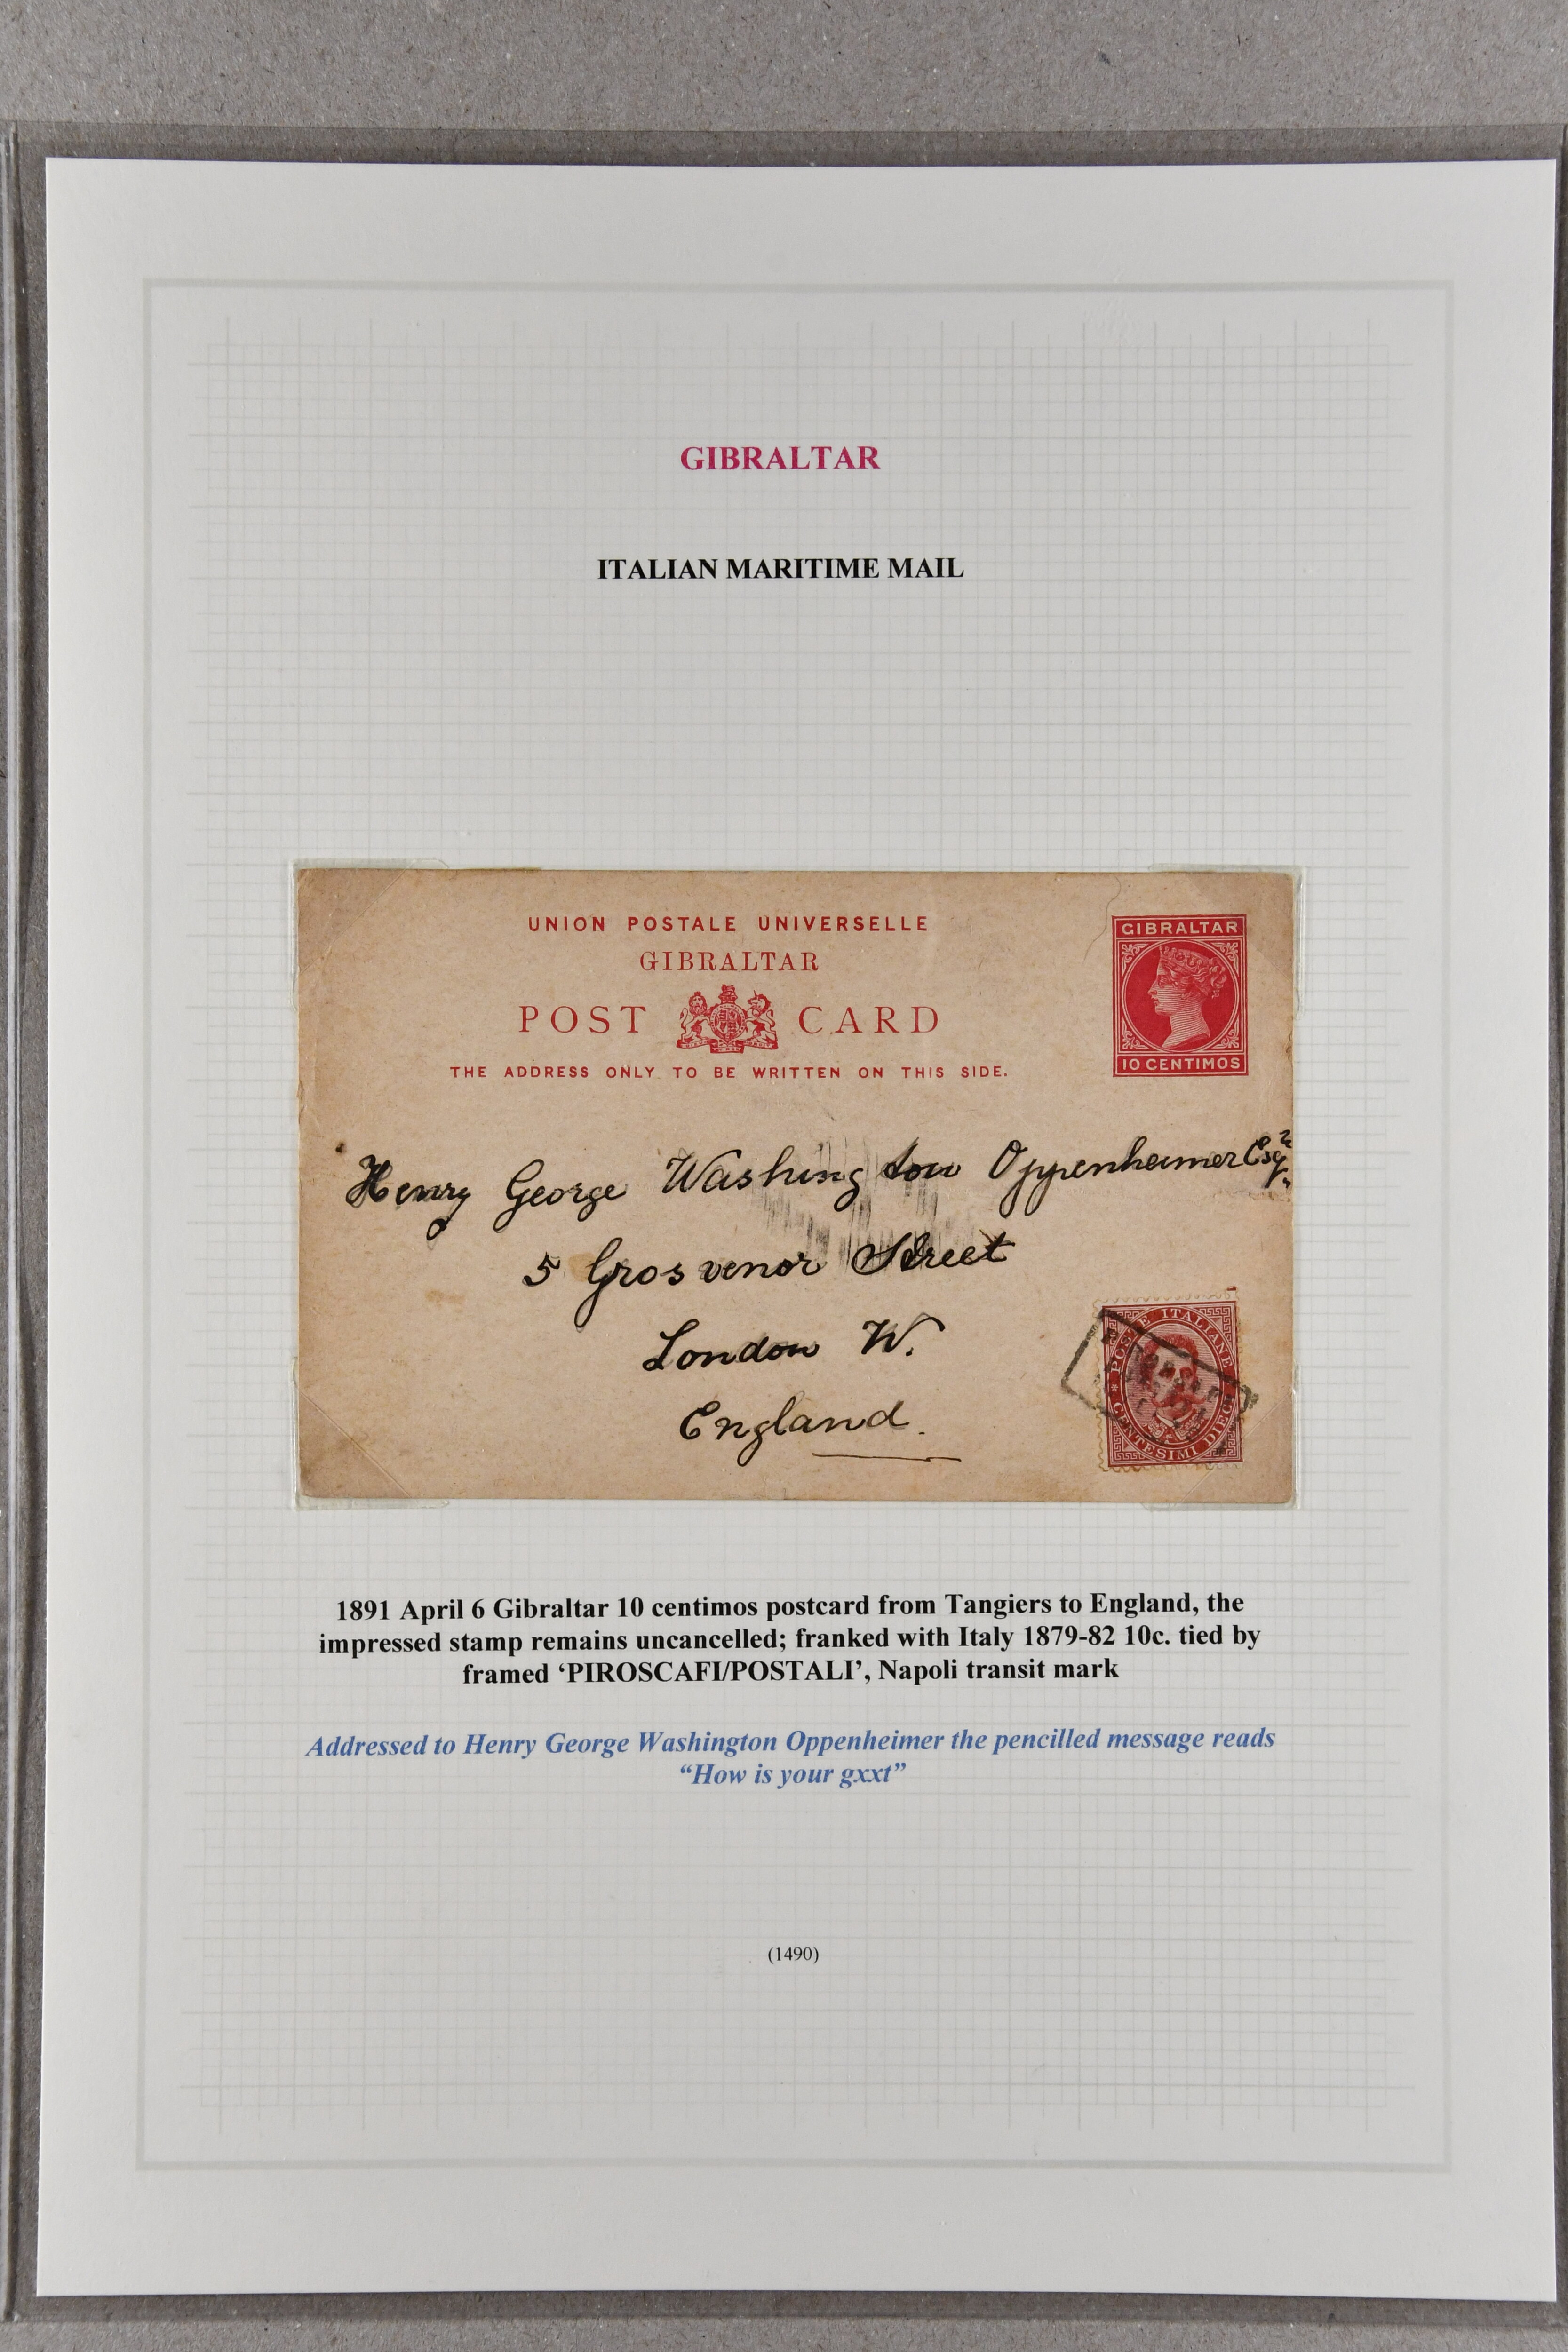 GIBRALTAR
ITALIAN MARITIME MAIL
UNION POSTALE UNIVERSELLE
GIBRALTAR
POST CARD
THE ADDRESS ONLY TO BE WRITTEN ON THIS SIDE.
GIBRALTAR
10 CENTIMOS
Henry George Washington Oppenheimer Esqre
5 Grosvenor Street
London W.
England.
POSTE ITALIANE
CENTESIMI DIECI
1891 April 6 Gibraltar 10 centimos postcard from Tangiers to England, the
impressed stamp remains uncancelled; franked with Italy 1879-82 10c. tied by
framed ‘PIROSCAFI/POSTALI’, Napoli transit mark
Addressed to Henry George Washington Oppenheimer the pencilled message reads
“How is your gxxt”
(1490)